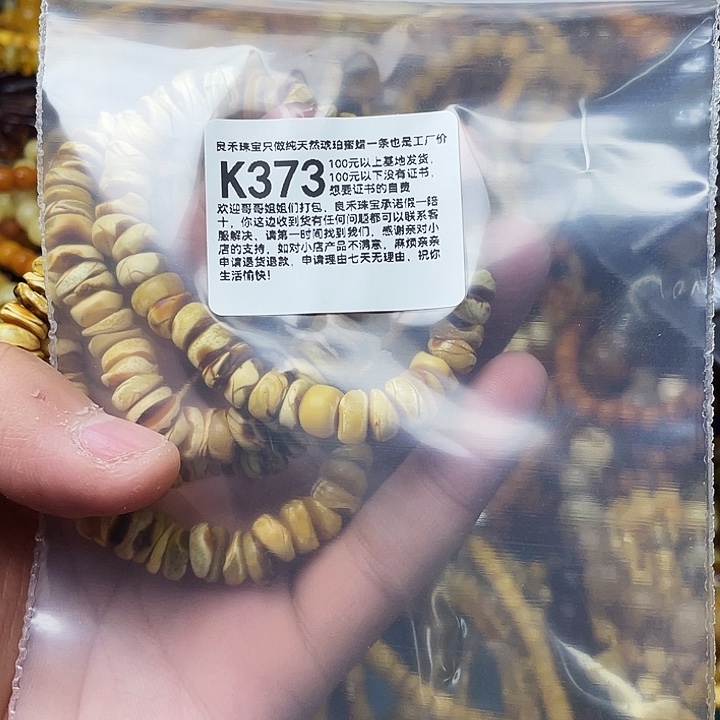 良禾珠宝只做纯天然琥珀蜜蜡一条也是工厂价
K373
100元以上基地发货，
100元以下没有证书，
想要证书的自费
欢迎哥哥姐姐们打包，良禾珠宝承诺假一赔
十，你这边收到货有任何问题都可以联系客
服解决，请第一时间找到我们，感谢亲对小
店的支持，如对小店产品不满意，麻烦亲亲
申请退货退款，申请理由七天无理由，祝你
生活愉快！